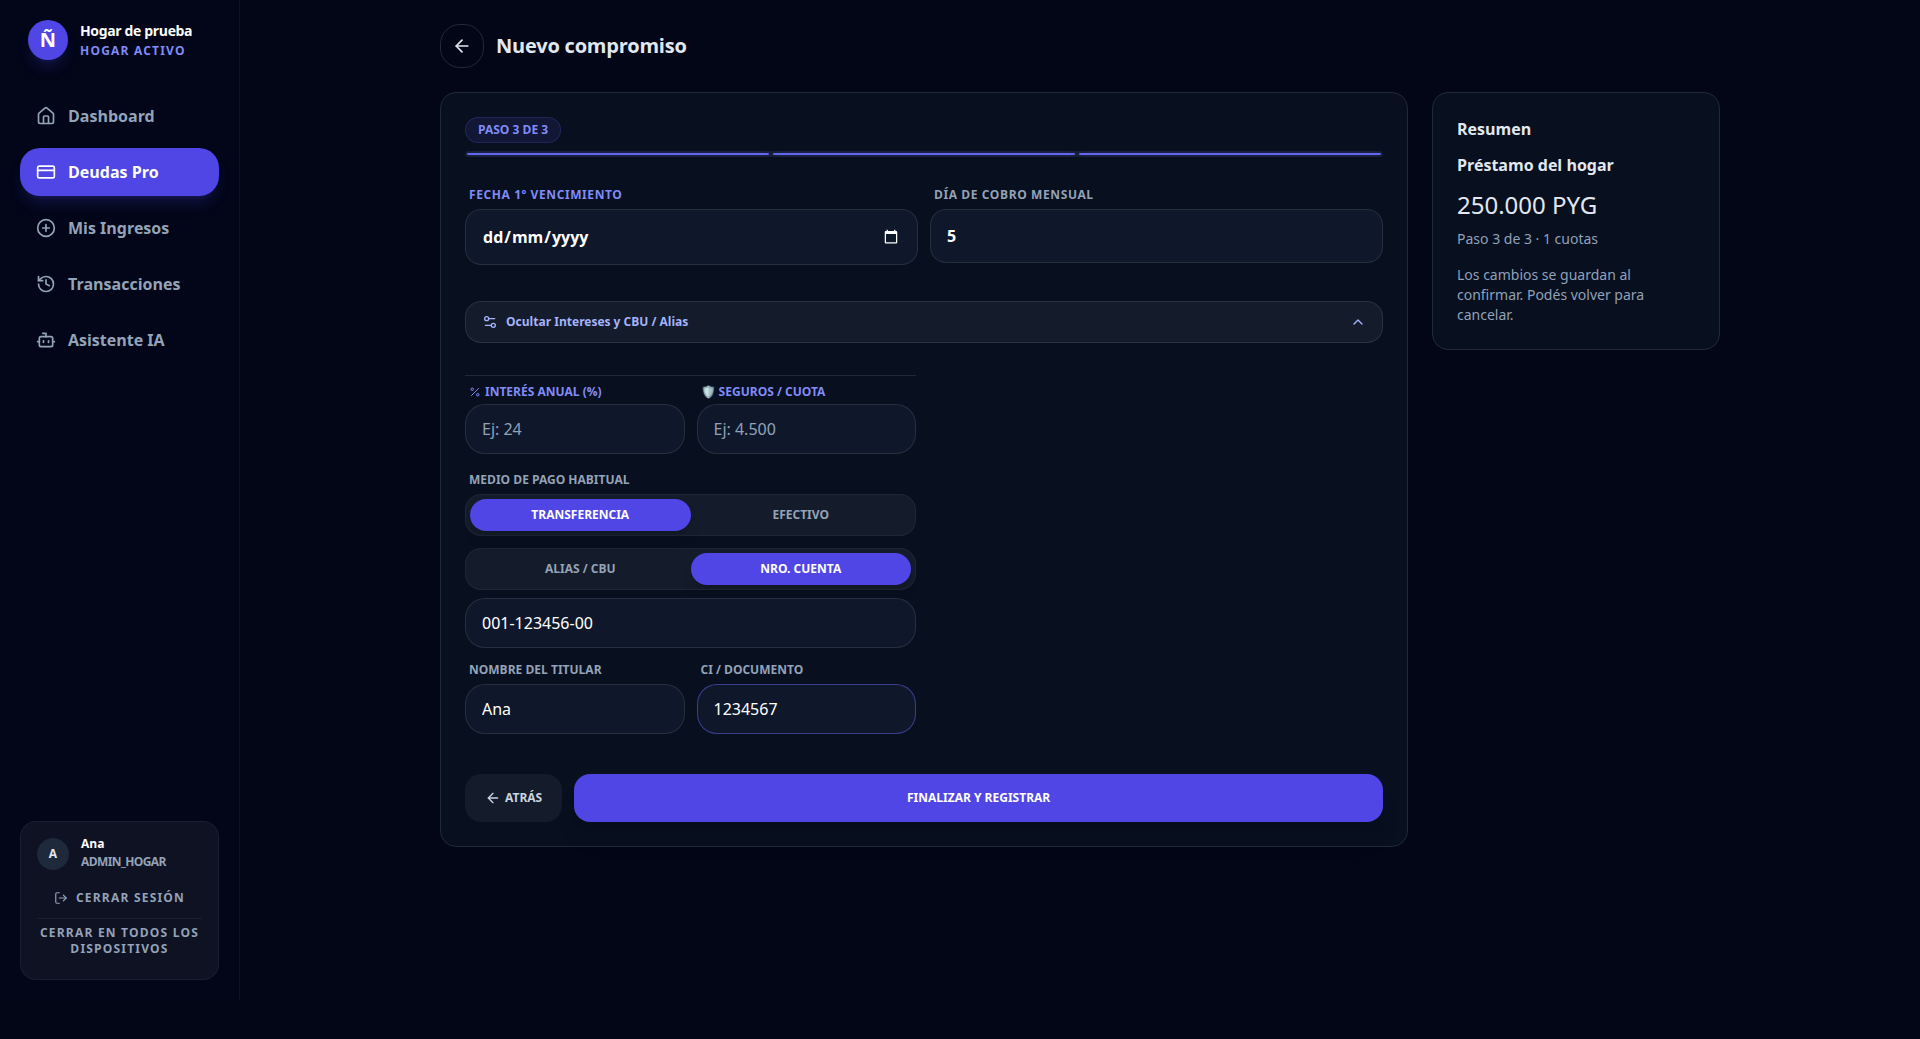 Ñ
Hogar de prueba
HOGAR ACTIVO
Dashboard
Deudas Pro
Mis Ingresos
Transacciones
Asistente IA
A
Ana
ADMIN_HOGAR
CERRAR SESIÓN
CERRAR EN TODOS LOS
DISPOSITIVOS
Nuevo compromiso
PASO 3 DE 3
FECHA 1° VENCIMIENTO
DÍA DE COBRO MENSUAL
dd/mm/yyyy
5
Ocultar Intereses y CBU / Alias
INTERÉS ANUAL (%)
SEGUROS / CUOTA
Ej: 24
Ej: 4.500
MEDIO DE PAGO HABITUAL
TRANSFERENCIA
EFECTIVO
ALIAS / CBU
NRO. CUENTA
001-123456-00
NOMBRE DEL TITULAR
CI / DOCUMENTO
Ana
1234567
ATRÁS
FINALIZAR Y REGISTRAR
Resumen
Préstamo del hogar
250.000 PYG
Paso 3 de 3 · 1 cuotas
Los cambios se guardan al
confirmar. Podés volver para
cancelar.